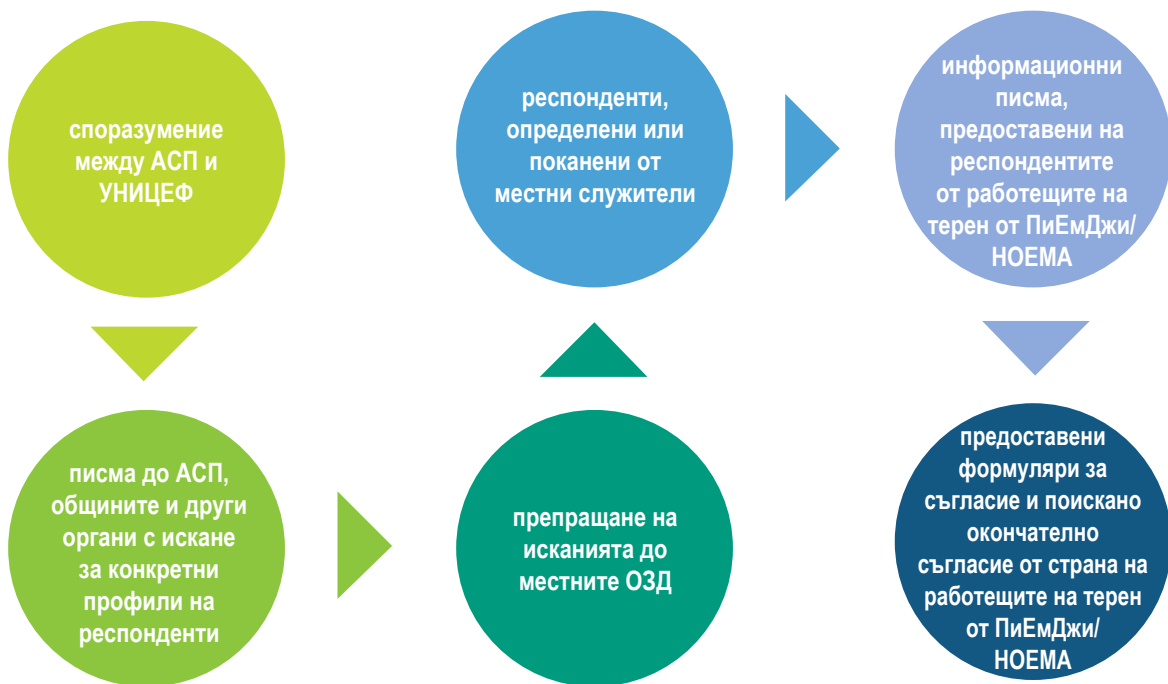 споразумение
между АСП и
УНИЦЕФ
писма до АСП,
общините и други
органи с искане
за конкретни
профили на
респонденти
препращане на
исканията до
местните ОЗД
респонденти,
определени или
поканени от
местни служители
информационни
писма,
предоставени на
респондентите
от работещите на
терен от ПиЕмДжи/
НОЕМА
предоставени
формуляри за
съгласие и поискано
окончателно
съгласие от страна на
работещите на терен
от ПиЕмДжи/
НОЕМА